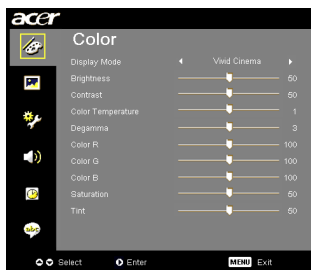 acer
Color
Display Mode Vivid Cinema
Brightness 50
Contrast 50
Color Temperature 1
Degamma 3
Color R 100
Color G 100
Color B 100
Saturation 50
Tint 50
abc
Select Enter MENU Exit